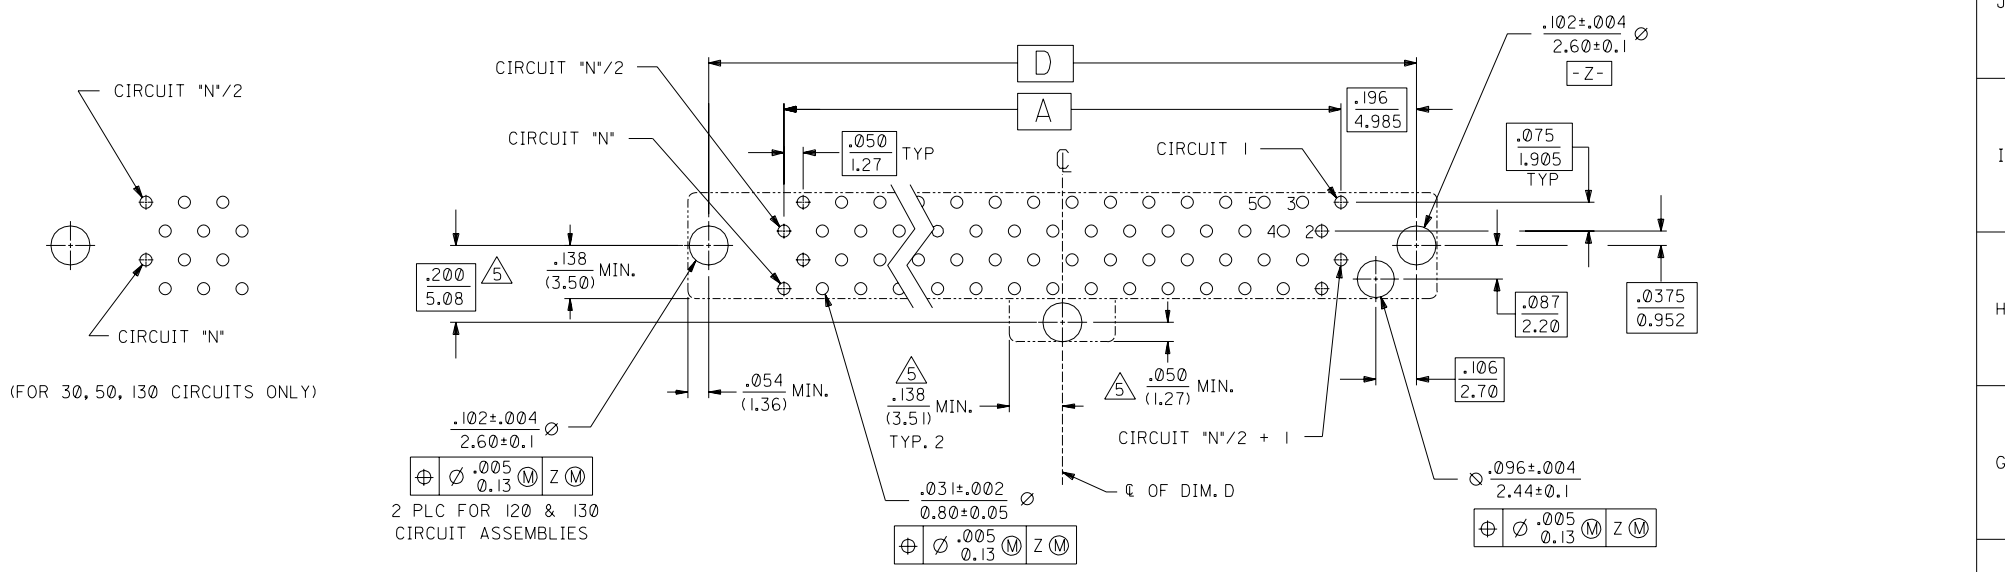 CIRCUIT "N"/2
CIRCUIT "N"
(FOR 30, 50, 130 CIRCUITS ONLY)
CIRCUIT "N"/2
CIRCUIT "N"
D
A
.050
1.27
TYP
℄
CIRCUIT 1
.196
4.985
.102±.004
2.60±0.1
Ø
-Z-
.075
1.905
TYP
5 3
4 2
.200
5.08
5
.138
(3.50)
MIN.
.087
2.20
.0375
0.952
.106
2.70
.054
(1.36)
MIN.
5
.138
(3.51)
MIN.
TYP. 2
5
.050
(1.27)
MIN.
CIRCUIT "N"/2 + 1
.102±.004
2.60±0.1
Ø
⌖ Ø .005
0.13
Ⓜ Z Ⓜ
2 PLC FOR 120 & 130
CIRCUIT ASSEMBLIES
.031±.002
0.80±0.05
Ø
⌖ Ø .005
0.13
Ⓜ Z Ⓜ
℄ OF DIM. D
Ø
.096±.004
2.44±0.1
⌖ Ø .005
0.13
Ⓜ Z Ⓜ
J
I
H
G